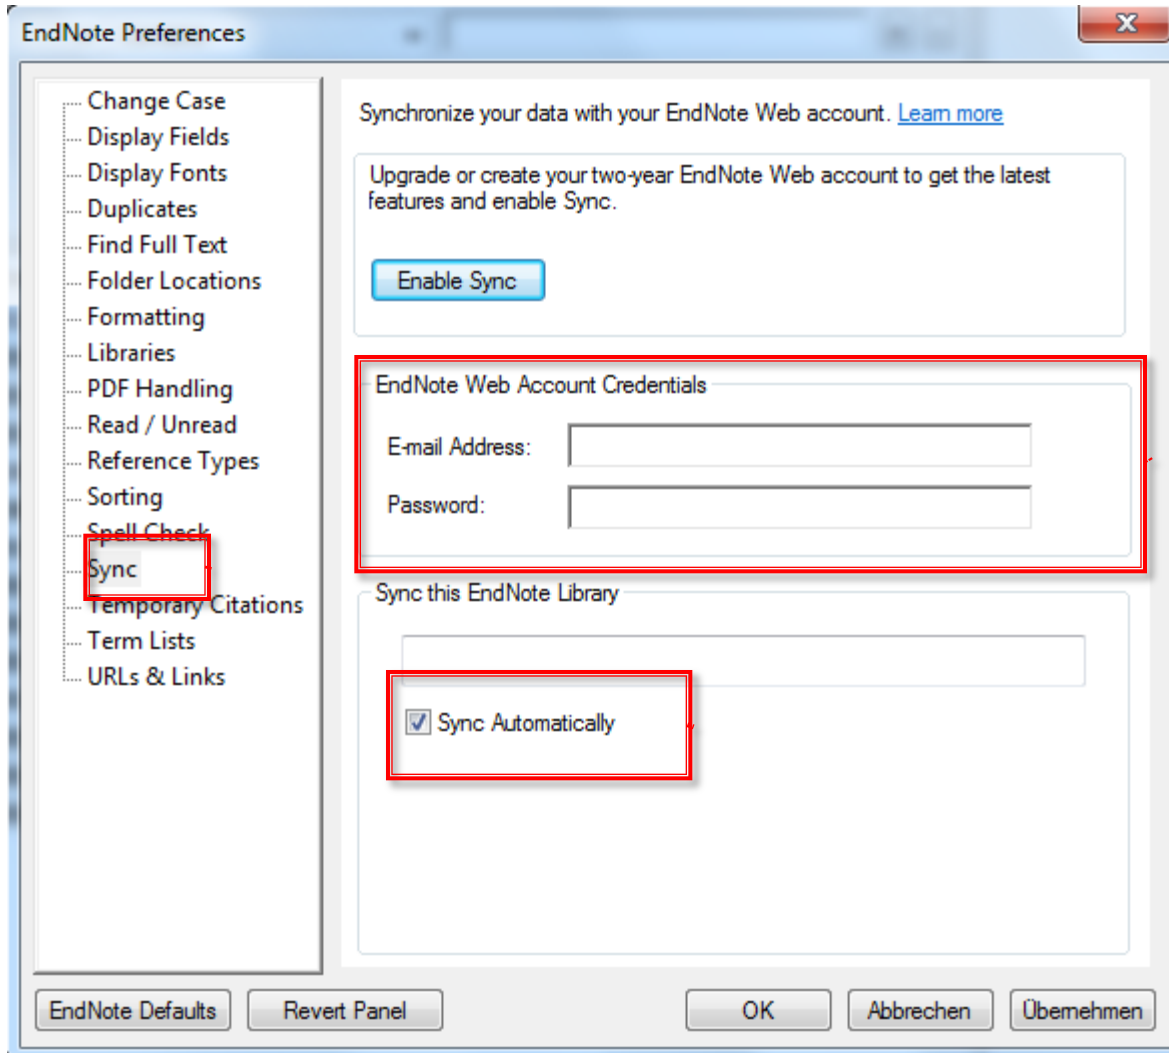 EndNote Preferences
Change Case
Display Fields
Display Fonts
Duplicates
Find Full Text
Folder Locations
Formatting
Libraries
PDF Handling
Read / Unread
Reference Types
Sorting
Spell Check
Sync
Temporary Citations
Term Lists
URLs & Links
Synchronize your data with your EndNote Web account. Learn more
Upgrade or create your two-year EndNote Web account to get the latest
features and enable Sync.
Enable Sync
EndNote Web Account Credentials
E-mail Address:
Password:
Sync this EndNote Library
Sync Automatically
EndNote Defaults
Revert Panel
OK
Abbrechen
Übernehmen